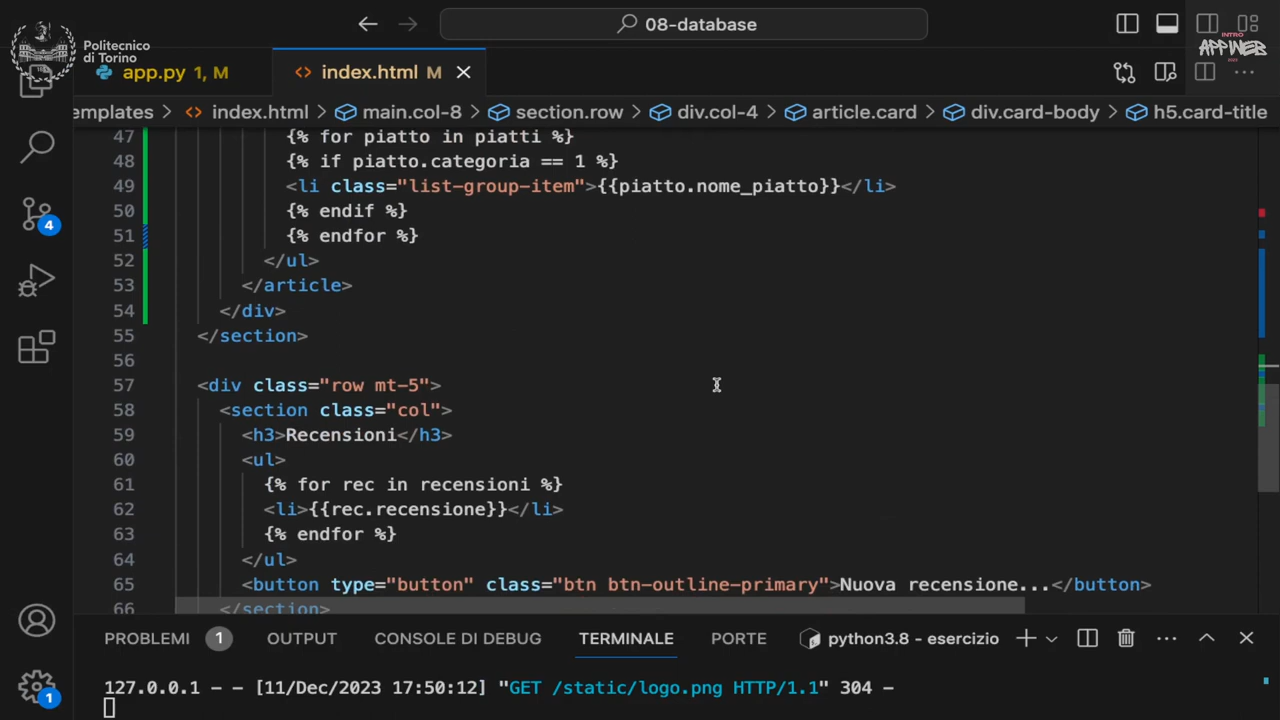 08-database
Politecnico
di Torino
INTRO
APPIWEB
app.py 1, M
index.html M
emplates > index.html > main.col-8 > section.row > div.col-4 > article.card > div.card-body > h5.card-title
47 {% for piatto in piatti %}
48 {% if piatto.categoria == 1 %}
49 <li class="list-group-item">{{piatto.nome_piatto}}</li>
50 {% endif %}
51 {% endfor %}
52 </ul>
53 </article>
54 </div>
55 </section>
56
57 <div class="row mt-5">
58 <section class="col">
59 <h3>Recensioni</h3>
60 <ul>
61 {% for rec in recensioni %}
62 <li>{{rec.recensione}}</li>
63 {% endfor %}
64 </ul>
65 <button type="button" class="btn btn-outline-primary">Nuova recensione...</button>
66 </section>
4
1
PROBLEMI 1 OUTPUT CONSOLE DI DEBUG TERMINALE PORTE python3.8 - esercizio
127.0.0.1 - - [11/Dec/2023 17:50:12] "GET /static/logo.png HTTP/1.1" 304 -